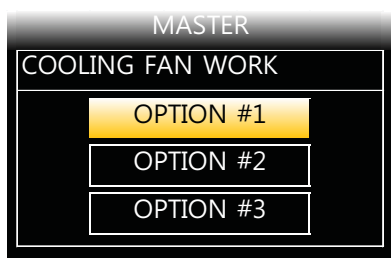 MASTER
COOLING FAN WORK
OPTION #1
OPTION #2
OPTION #3